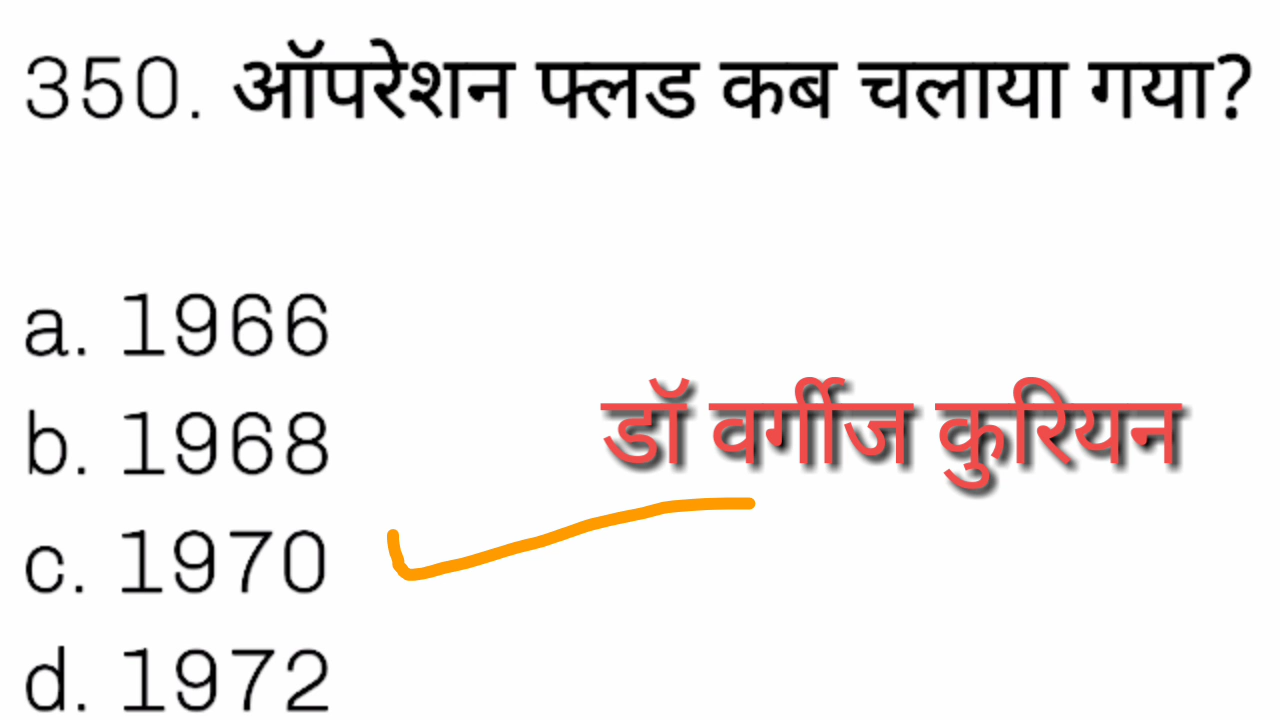 350. ऑपरेशन फ्लड कब चलाया गया?
a. 1966
b. 1968
डॉ वर्गीज कुरियन
c. 1970
d. 1972